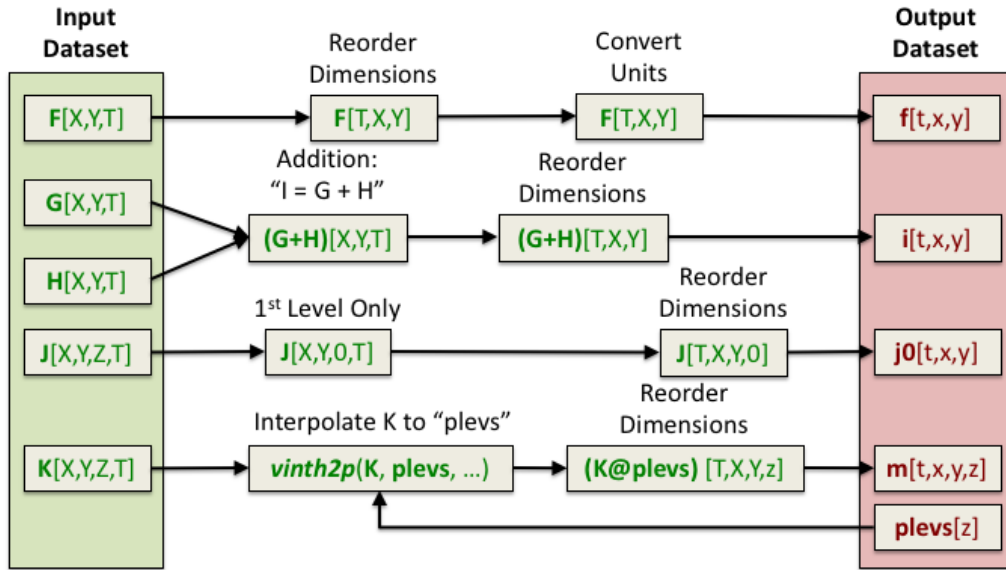 Input
Dataset
Output
Dataset
Reorder
Dimensions
Convert
Units
F[X,Y,T]
F[T,X,Y]
F[T,X,Y]
f[t,x,y]
Addition:
“I = G + H”
Reorder
Dimensions
G[X,Y,T]
H[X,Y,T]
(G+H)[X,Y,T]
(G+H)[T,X,Y]
i[t,x,y]
1st Level Only
Reorder
Dimensions
J[X,Y,Z,T]
J[X,Y,0,T]
J[T,X,Y,0]
j0[t,x,y]
Interpolate K to “plevs”
Reorder
Dimensions
K[X,Y,Z,T]
vinth2p(K, plevs, ...)
(K@plevs) [T,X,Y,z]
m[t,x,y,z]
plevs[z]